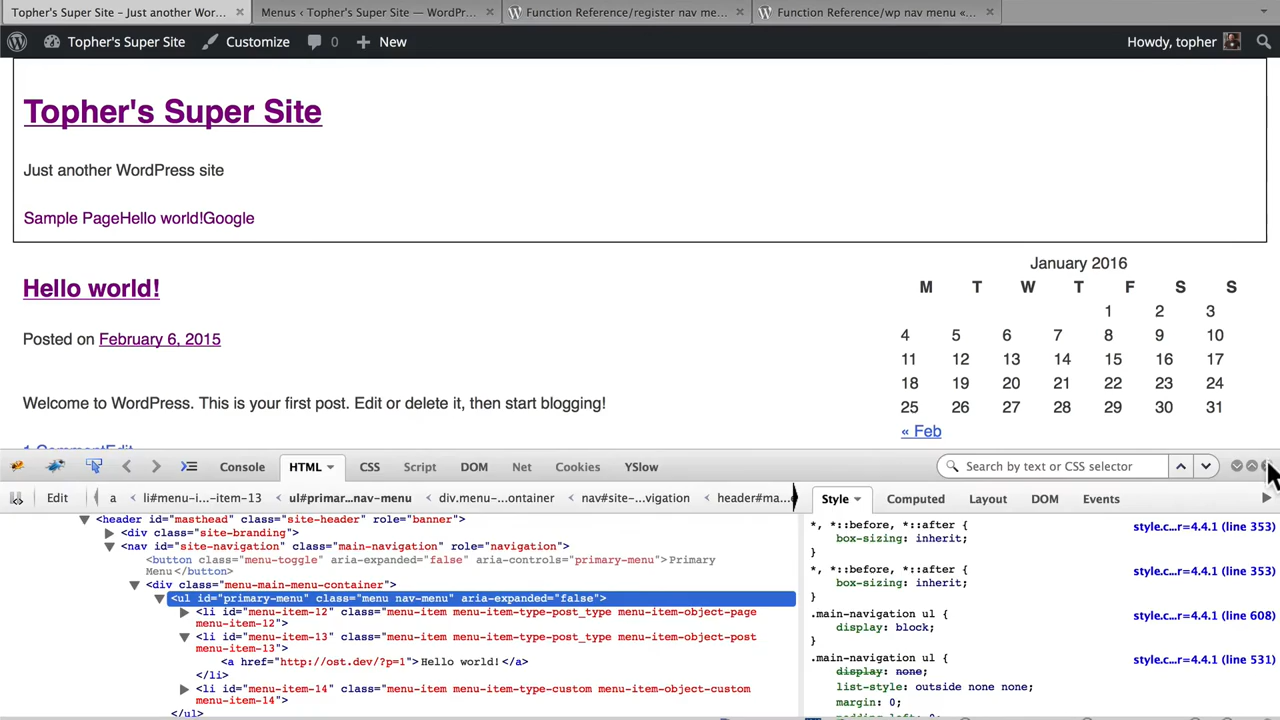 Topher's Super Site – Just another Wor... × Menus ‹ Topher's Super Site — WordPr... × Function Reference/register nav me... × Function Reference/wp nav menu «... ×
Topher's Super Site Customize 0 New Howdy, topher
Topher's Super Site
Just another WordPress site
Sample PageHello world!Google
Hello world!
Posted on February 6, 2015
Welcome to WordPress. This is your first post. Edit or delete it, then start blogging!
1 CommentEdit
January 2016
M T W T F S S
1 2 3
4 5 6 7 8 9 10
11 12 13 14 15 16 17
18 19 20 21 22 23 24
25 26 27 28 29 30 31
« Feb
Console HTML CSS Script DOM Net Cookies YSlow Search by text or CSS selector
Edit a ‹ li#menu-i...-item-13 ‹ ul#primar...nav-menu ‹ div.menu-...ontainer ‹ nav#site-...vigation ‹ header#ma...
<header id="masthead" class="site-header" role="banner">
<div class="site-branding">
<nav id="site-navigation" class="main-navigation" role="navigation">
<button class="menu-toggle" aria-expanded="false" aria-controls="primary-menu">Primary
Menu</button>
<div class="menu-main-menu-container">
<ul id="primary-menu" class="menu nav-menu" aria-expanded="false">
<li id="menu-item-12" class="menu-item menu-item-type-post_type menu-item-object-page
menu-item-12">
<li id="menu-item-13" class="menu-item menu-item-type-post_type menu-item-object-post
menu-item-13">
<a href="http://ost.dev/?p=1">Hello world!</a>
</li>
<li id="menu-item-14" class="menu-item menu-item-type-custom menu-item-object-custom
menu-item-14">
</ul>
Style Computed Layout DOM Events
*, *::before, *::after { style.c...r=4.4.1 (line 353)
box-sizing: inherit;
}
*, *::before, *::after { style.c...r=4.4.1 (line 353)
box-sizing: inherit;
}
.main-navigation ul { style.c...r=4.4.1 (line 608)
display: block;
}
.main-navigation ul { style.c...r=4.4.1 (line 531)
display: none;
list-style: outside none none;
margin: 0;
padding-left: 0;